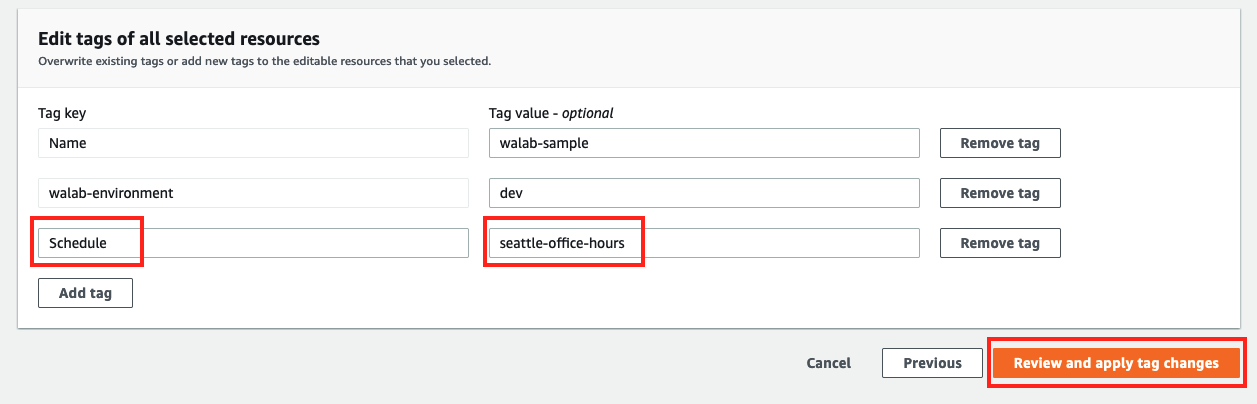 Edit tags of all selected resources
Overwrite existing tags or add new tags to the editable resources that you selected.
Tag key Tag value - optional
Name walab-sample Remove tag
walab-environment dev Remove tag
Schedule seattle-office-hours Remove tag
Add tag
Cancel Previous Review and apply tag changes